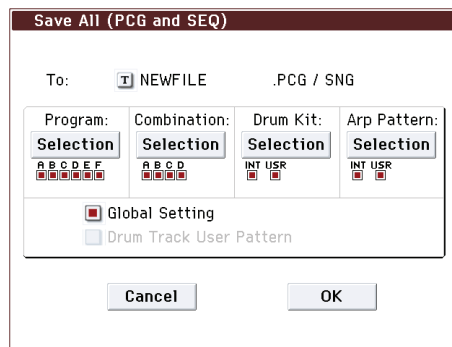 Save All (PCG and SEQ)
To: T NEWFILE .PCG / SNG
Program: Combination: Drum Kit: Arp Pattern:
Selection Selection Selection Selection
A B C D E F A B C D INT USR INT USR
Global Setting
Drum Track User Pattern
Cancel OK